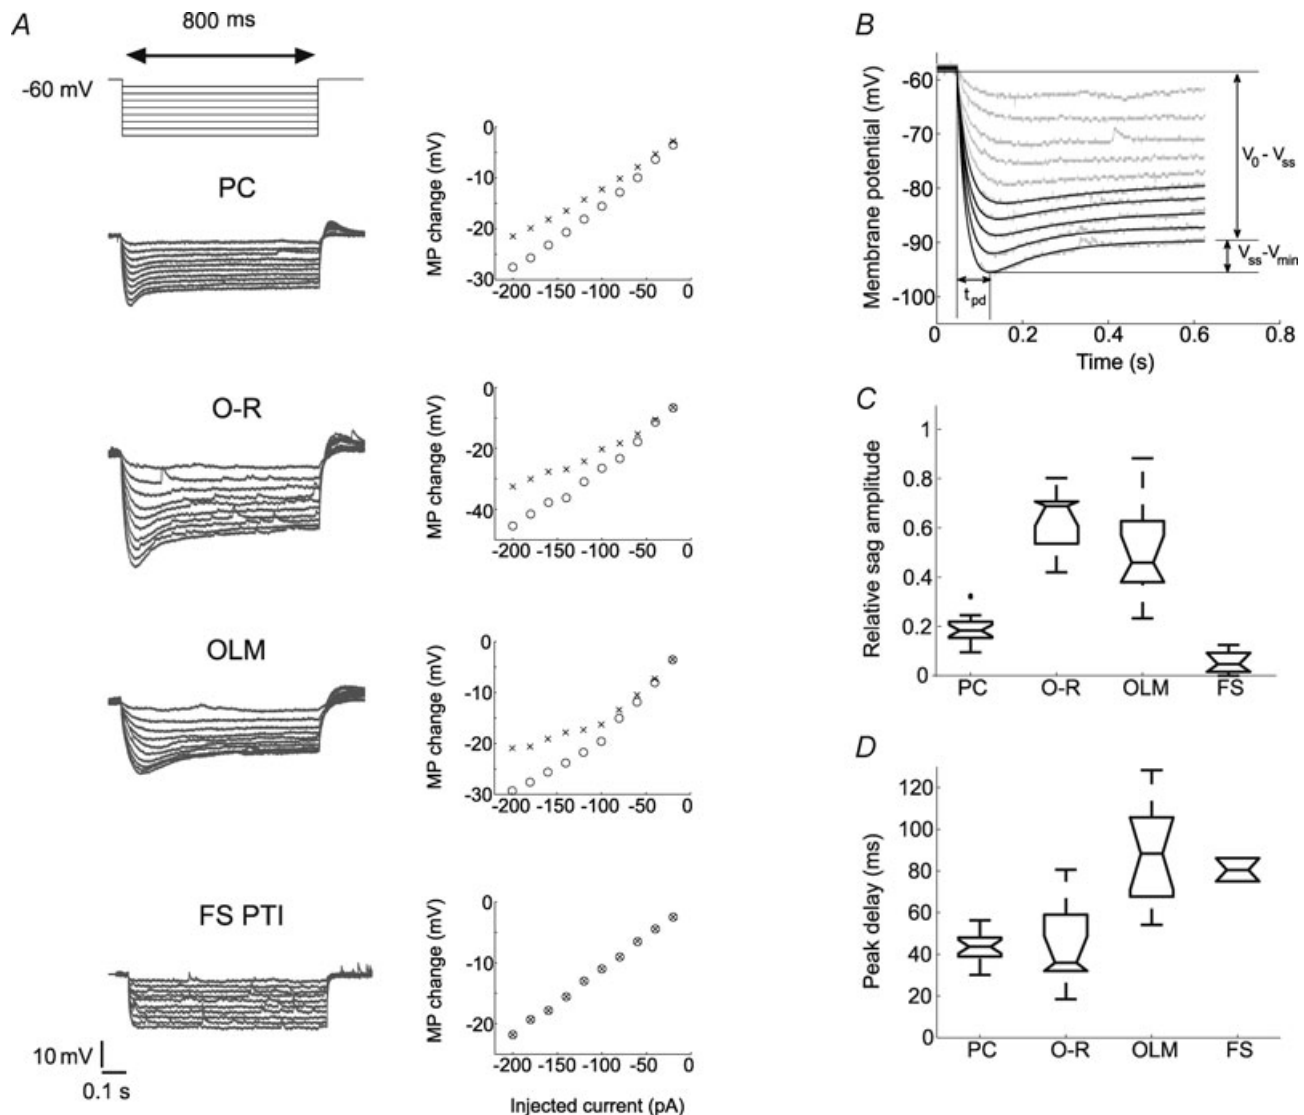 A
800 ms
-60 mV
PC
MP change (mV)
0
-10
-20
-30
-200 -150 -100 -50 0
O-R
MP change (mV)
0
-20
-40
-200 -150 -100 -50 0
OLM
MP change (mV)
0
-10
-20
-30
-200 -150 -100 -50 0
FS PTI
MP change (mV)
0
-10
-20
-200 -150 -100 -50 0
Injected current (pA)
10 mV
0.1 s
B
Membrane potential (mV)
-60
-70
-80
-90
-100
V0 - Vss
Vss-Vmin
tpd
0 0.2 0.4 0.6 0.8
Time (s)
C
Relative sag amplitude
1
0.8
0.6
0.4
0.2
0
PC O-R OLM FS
D
Peak delay (ms)
120
100
80
60
40
20
0
PC O-R OLM FS